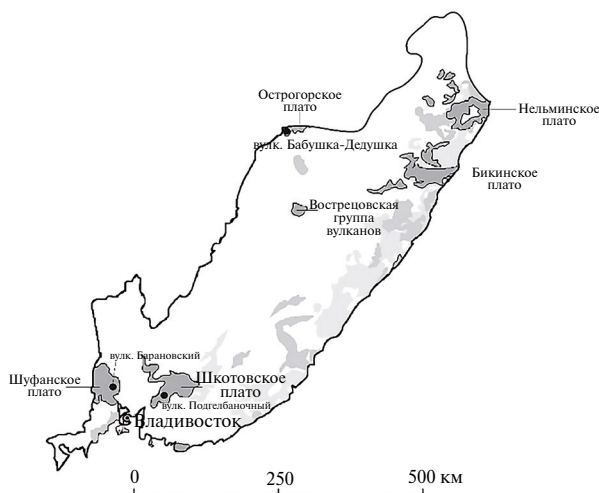 Острогорское
плато
Нельминское
плато
вулк. Бабушка-Дедушка
Бикинское
плато
Вострецовская
группа
вулканов
вулк. Барановский
Шуфанское
плато
Шкотовское
плато
вулк. Подгелбаночный
Владивосток
0
250
500 км